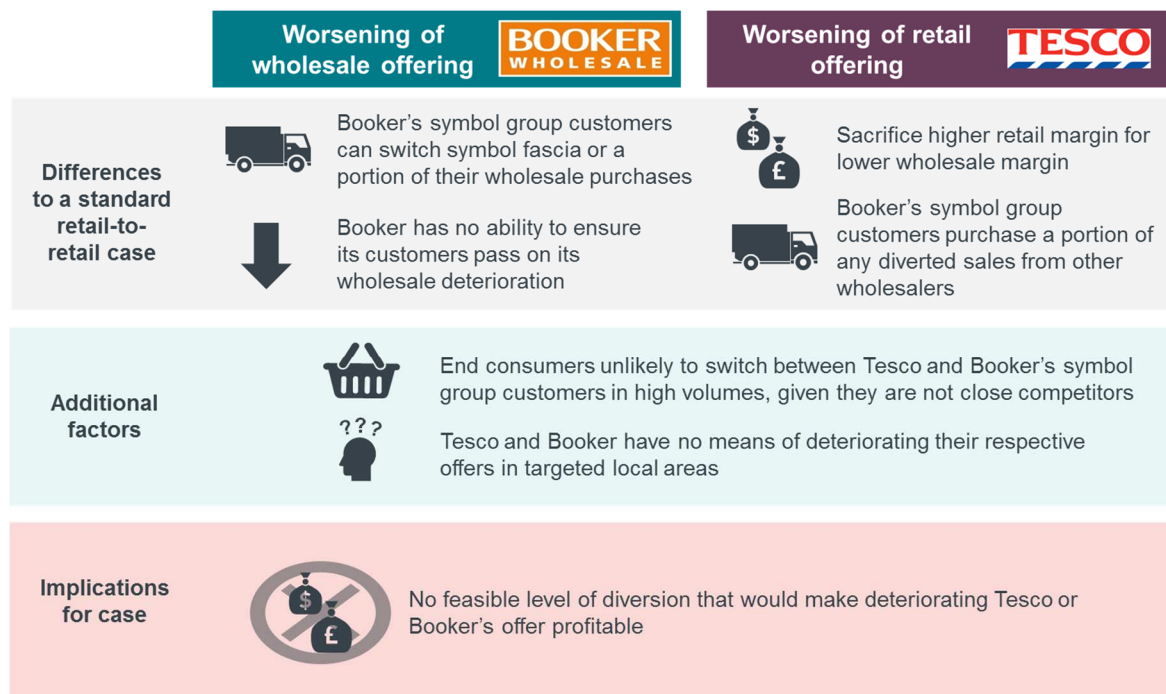 Worsening of
wholesale offering
BOOKER
WHOLESALE
Worsening of retail
offering
TESCO
Differences
to a standard
retail-to-
retail case
Booker’s symbol group customers
can switch symbol fascia or a
portion of their wholesale purchases
Booker has no ability to ensure
its customers pass on its
wholesale deterioration
$
£
Sacrifice higher retail margin for
lower wholesale margin
Booker’s symbol group
customers purchase a portion of
any diverted sales from other
wholesalers
Additional
factors
End consumers unlikely to switch between Tesco and Booker’s symbol
group customers in high volumes, given they are not close competitors
???
Tesco and Booker have no means of deteriorating their respective
offers in targeted local areas
Implications
for case
$
£
No feasible level of diversion that would make deteriorating Tesco or
Booker’s offer profitable